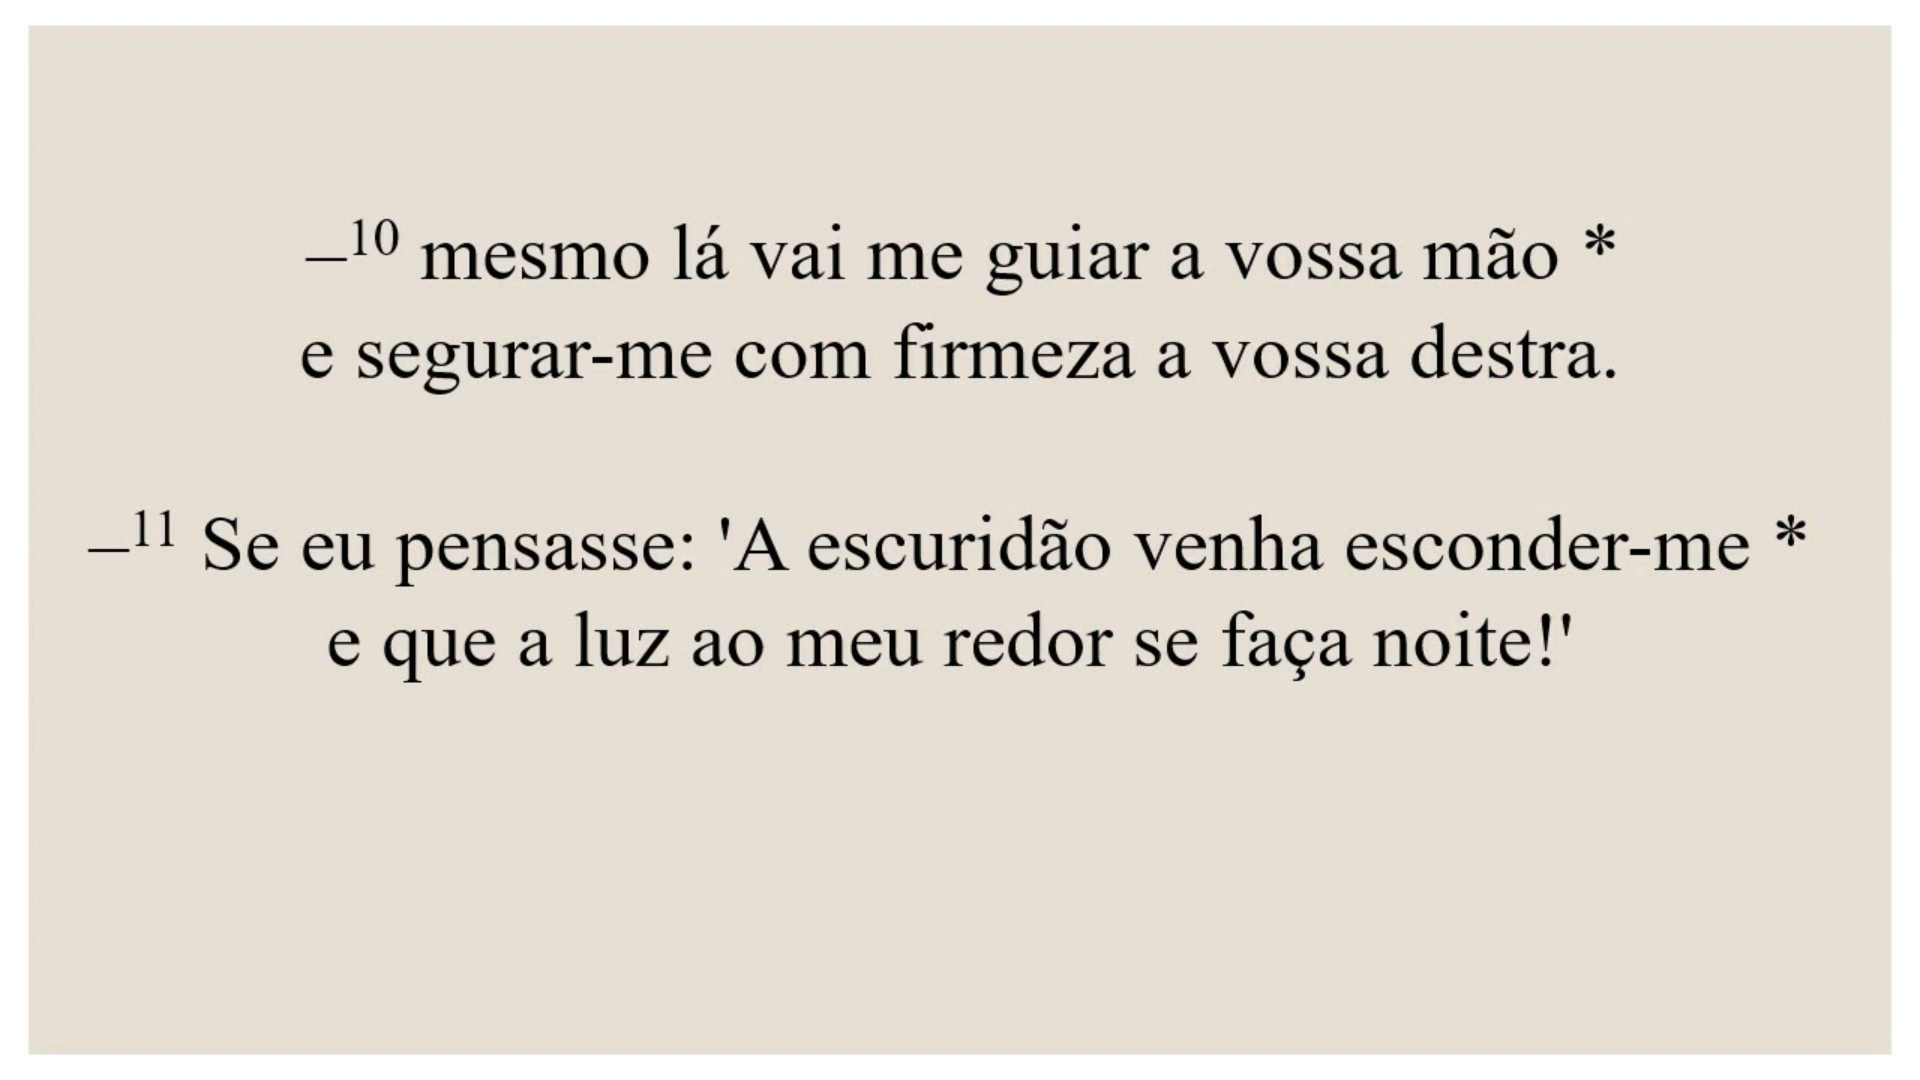 –¹⁰ mesmo lá vai me guiar a vossa mão *
e segurar-me com firmeza a vossa destra.
–¹¹ Se eu pensasse: 'A escuridão venha esconder-me *
e que a luz ao meu redor se faça noite!'